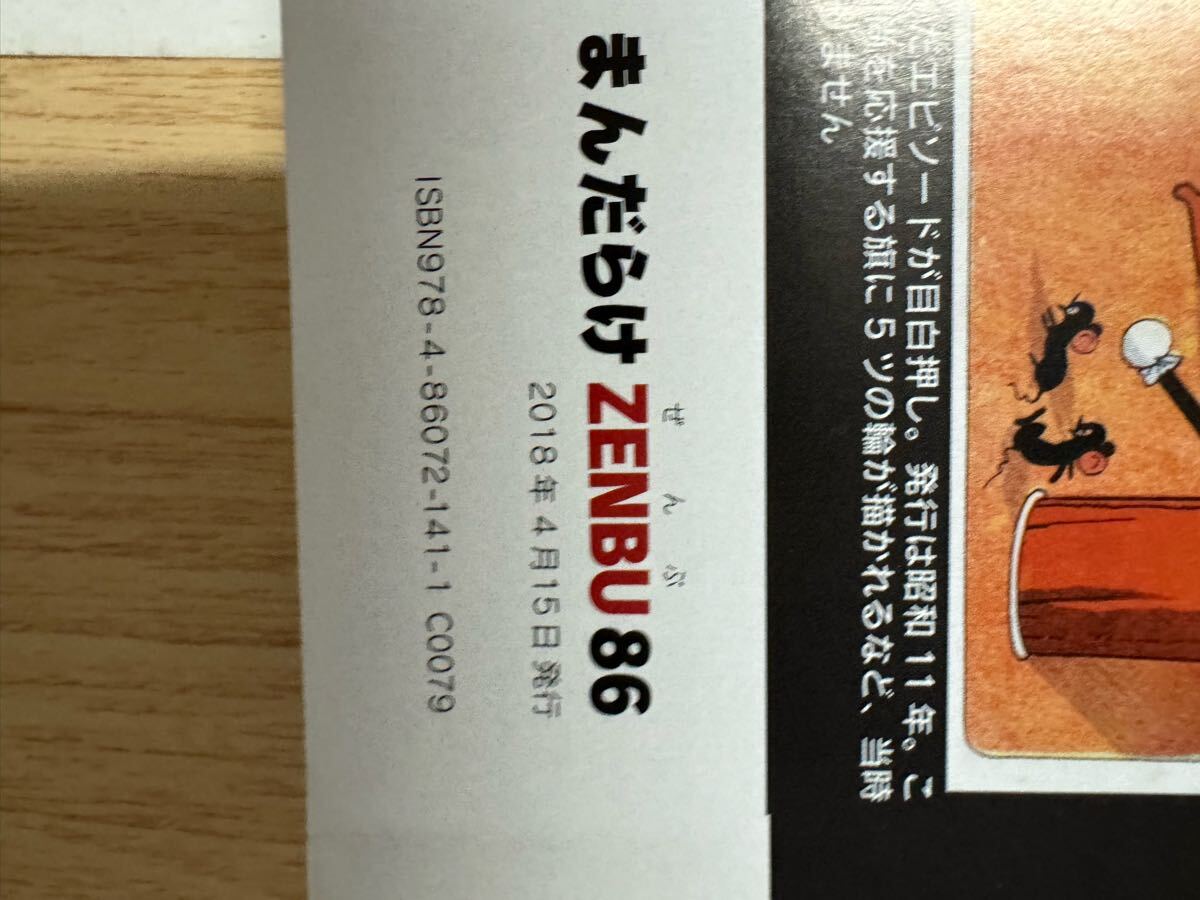 まんだらけ ZENBU 86
ぜんぶ
2018年4月15日発行
ISBN978-4-86072-141-1 C0079
エピソードが目白押し。発行は昭和11年。こ
を応援する旗に5ツの輪が描かれるなど、当時
ません